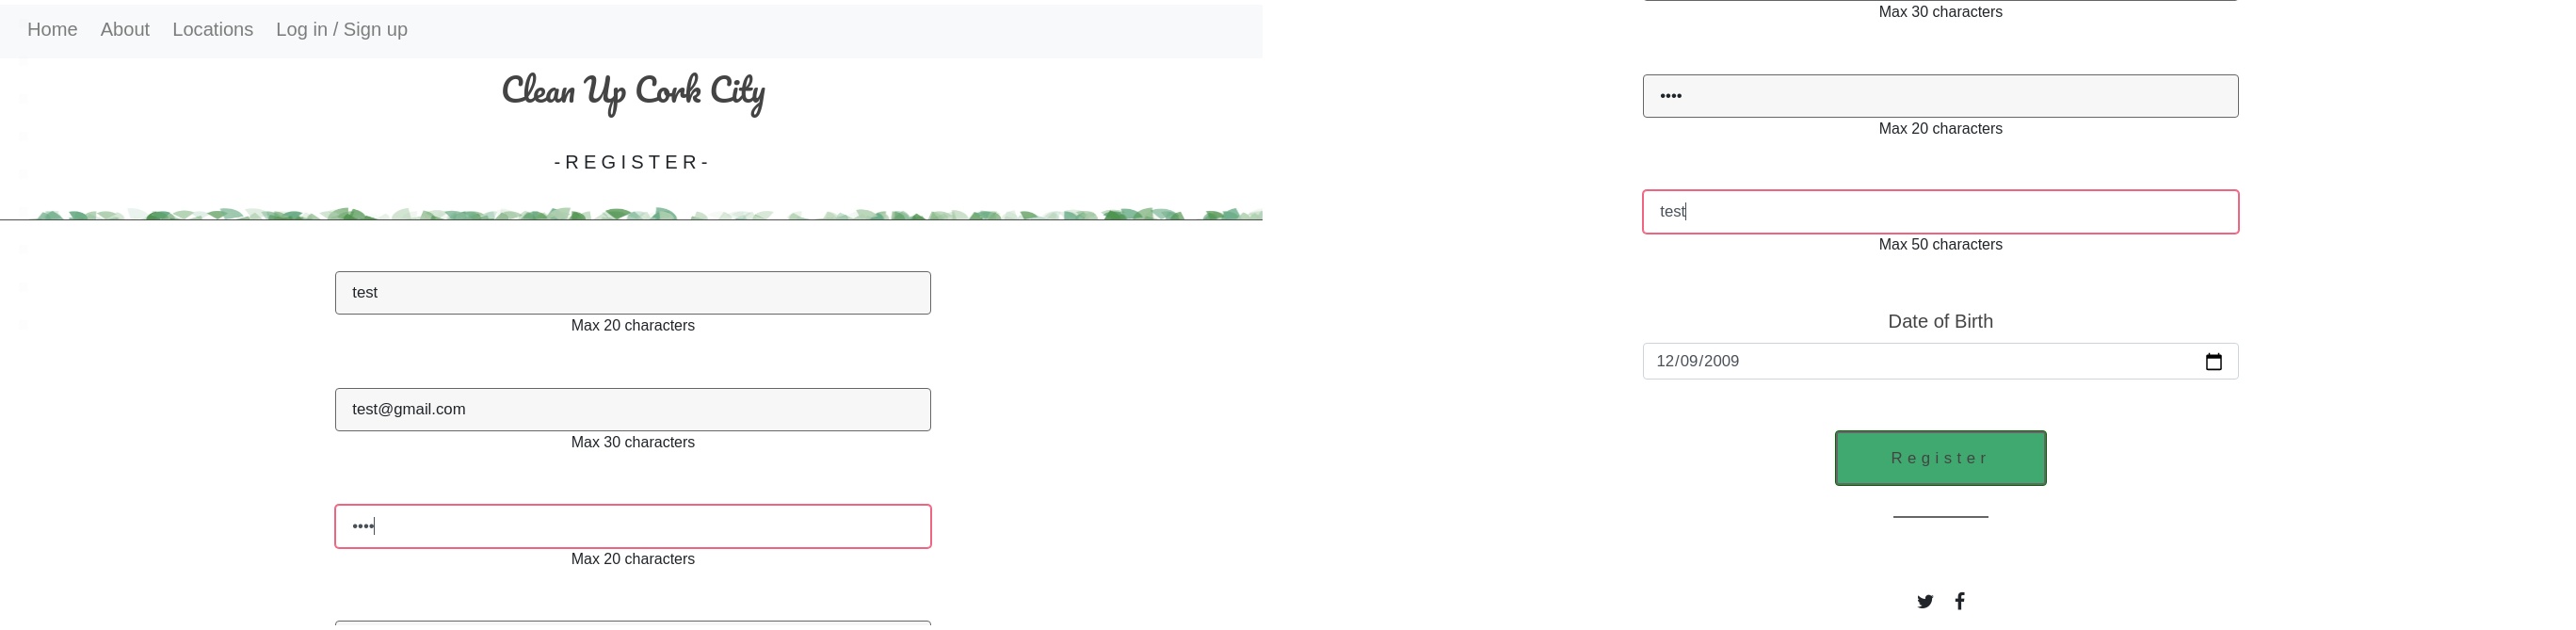 Home About Locations Log in / Sign up
Clean Up Cork City
-REGISTER-
test
Max 20 characters
test@gmail.com
Max 30 characters
••••
Max 20 characters
Max 30 characters
••••
Max 20 characters
test
Max 50 characters
Date of Birth
12/09/2009
Register